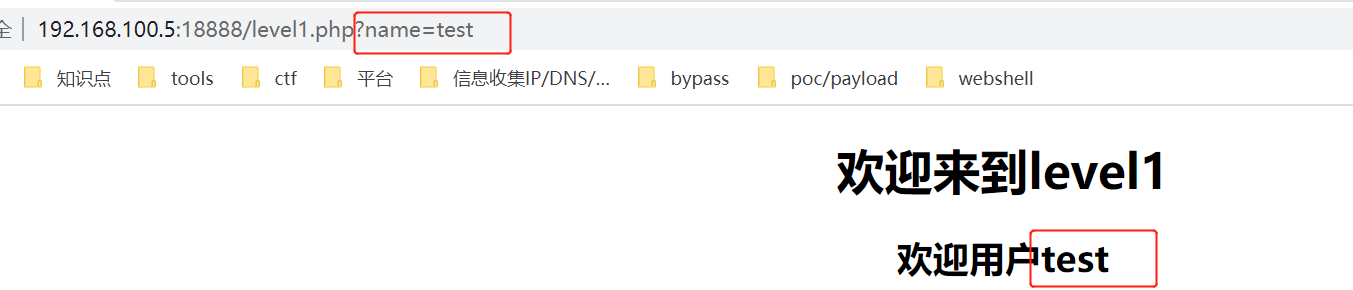 全 192.168.100.5:18888/level1.php?name=test
知识点 tools ctf 平台 信息收集IP/DNS/... bypass poc/payload webshell
欢迎来到level1
欢迎用户test